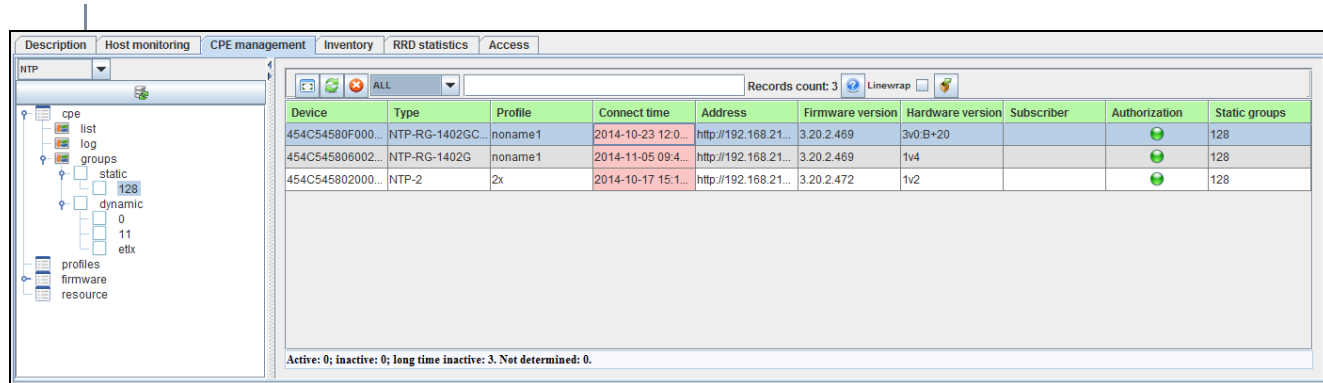 Description Host monitoring CPE management Inventory RRD statistics Access
NTP
ALL Records count: 3 Linewrap
cpe
list
log
groups
static
128
dynamic
0
11
etlx
profiles
firmware
resource
Device Type Profile Connect time Address Firmware version Hardware version Subscriber Authorization Static groups
454C54580F000... NTP-RG-1402GC... noname1 2014-10-23 12:0... http://192.168.21... 3.20.2.469 3v0:B+20 128
454C545806002... NTP-RG-1402G noname1 2014-11-05 09:4... http://192.168.21... 3.20.2.469 1v4 128
454C545802000... NTP-2 2x 2014-10-17 15:1... http://192.168.21... 3.20.2.472 1v2 128
Active: 0; inactive: 0; long time inactive: 3. Not determined: 0.